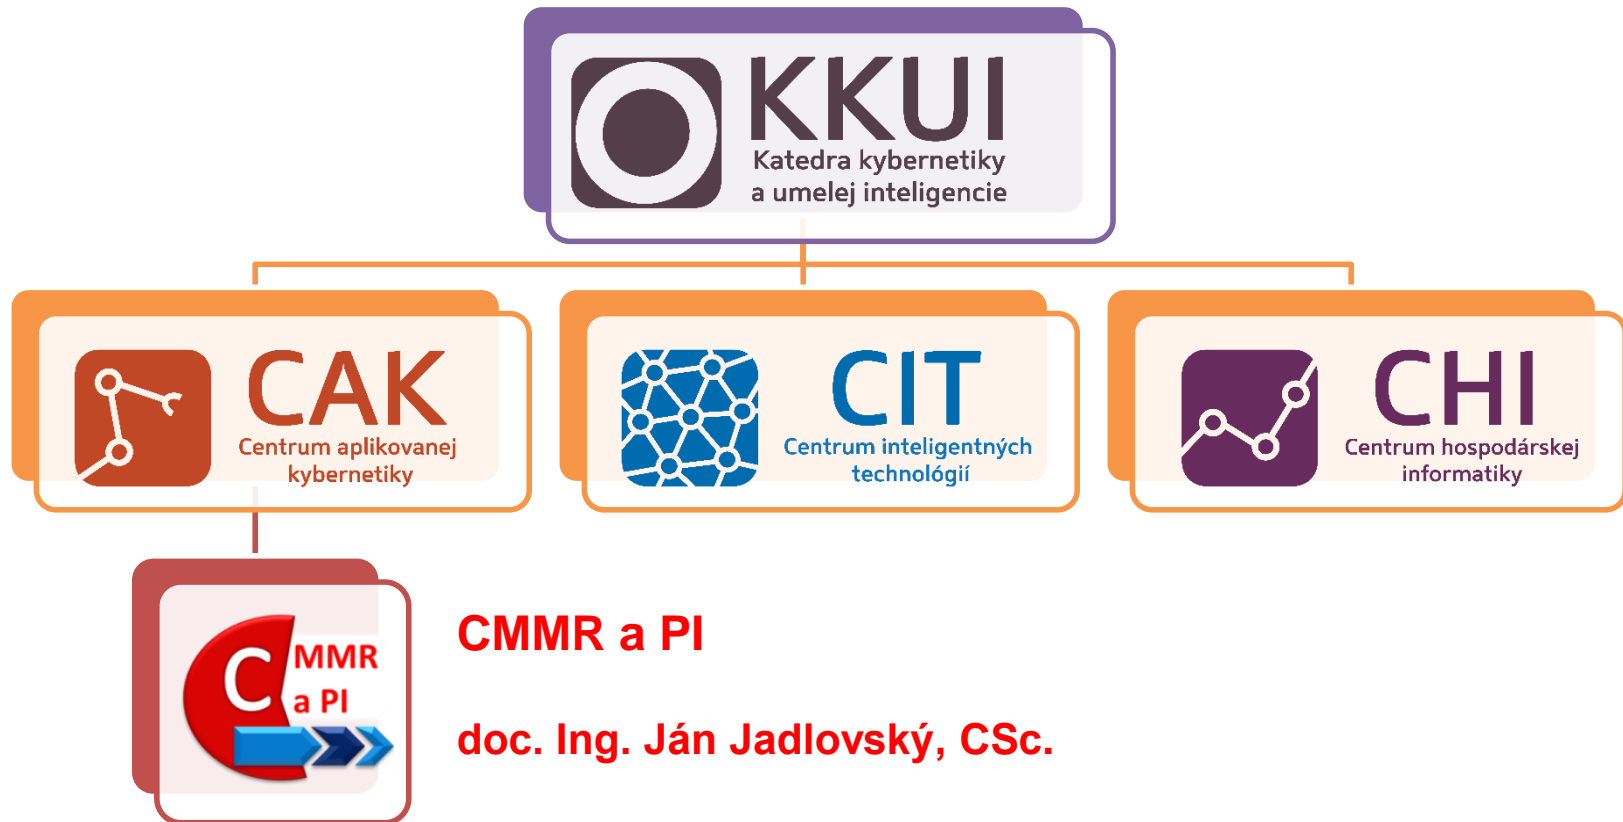 KKUI
Katedra kybernetiky
a umelej inteligencie
CAK
Centrum aplikovanej
kybernetiky
CIT
Centrum inteligentných
technológií
CHI
Centrum hospodárskej
informatiky
C MMR
a PI
CMMR a PI
doc. Ing. Ján Jadlovský, CSc.